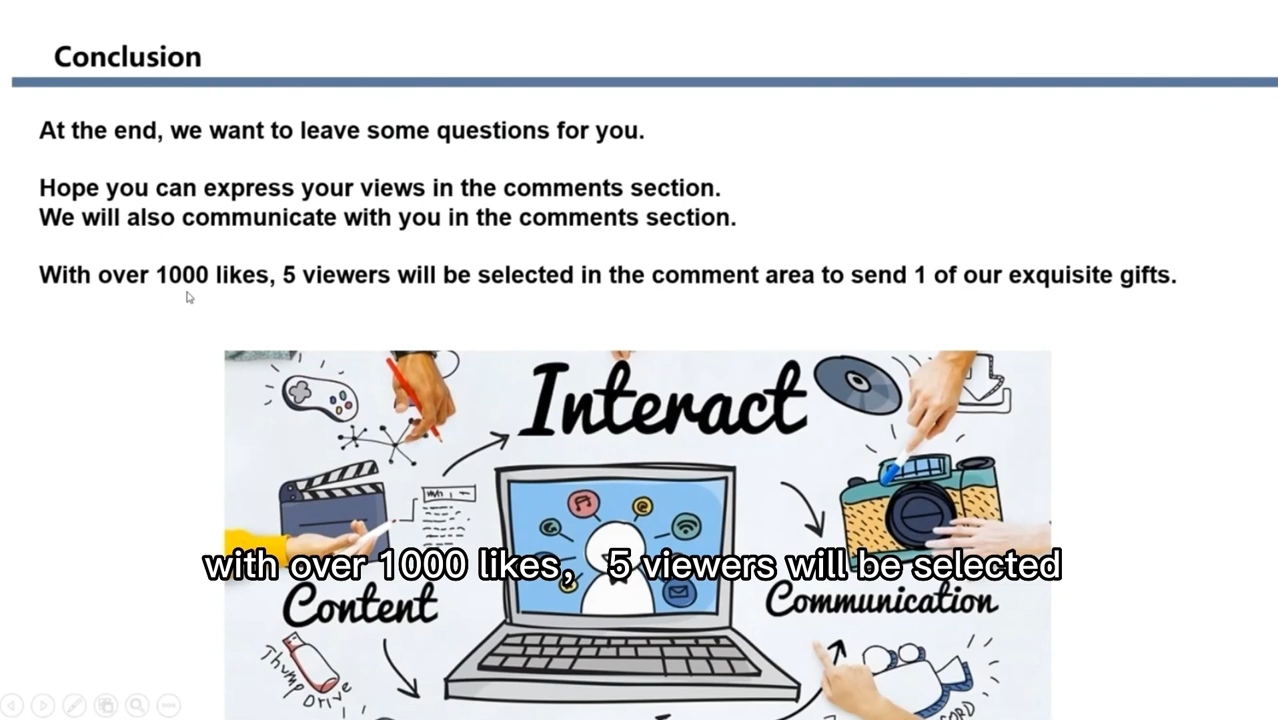 Conclusion
At the end, we want to leave some questions for you.
Hope you can express your views in the comments section.
We will also communicate with you in the comments section.
With over 1000 likes, 5 viewers will be selected in the comment area to send 1 of our exquisite gifts.
Interact
with over 1000 likes， 5 viewers will be selected
Content
Communication
Thump
Drive